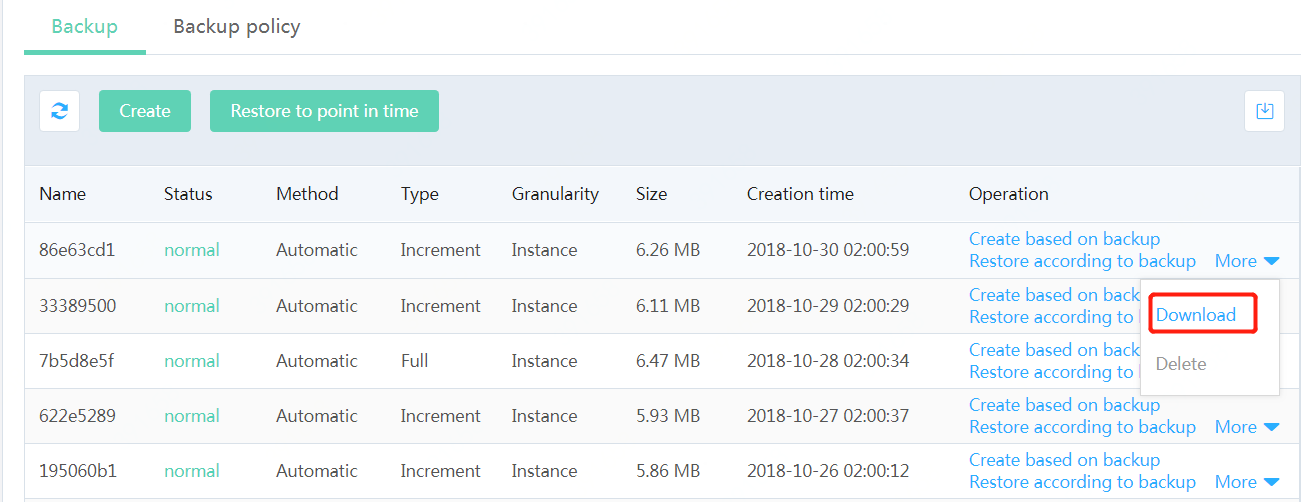 Backup Backup policy
Create Restore to point in time
Name Status Method Type Granularity Size Creation time Operation
86e63cd1 normal Automatic Increment Instance 6.26 MB 2018-10-30 02:00:59 Create based on backup
Restore according to backup More
33389500 normal Automatic Increment Instance 6.11 MB 2018-10-29 02:00:29 Create based on back
Restore according to
Download
7b5d8e5f normal Automatic Full Instance 6.47 MB 2018-10-28 02:00:34 Create based on back
Restore according to
Delete
622e5289 normal Automatic Increment Instance 5.93 MB 2018-10-27 02:00:37 Create based on backup
Restore according to backup More
195060b1 normal Automatic Increment Instance 5.86 MB 2018-10-26 02:00:12 Create based on backup
Restore according to backup More